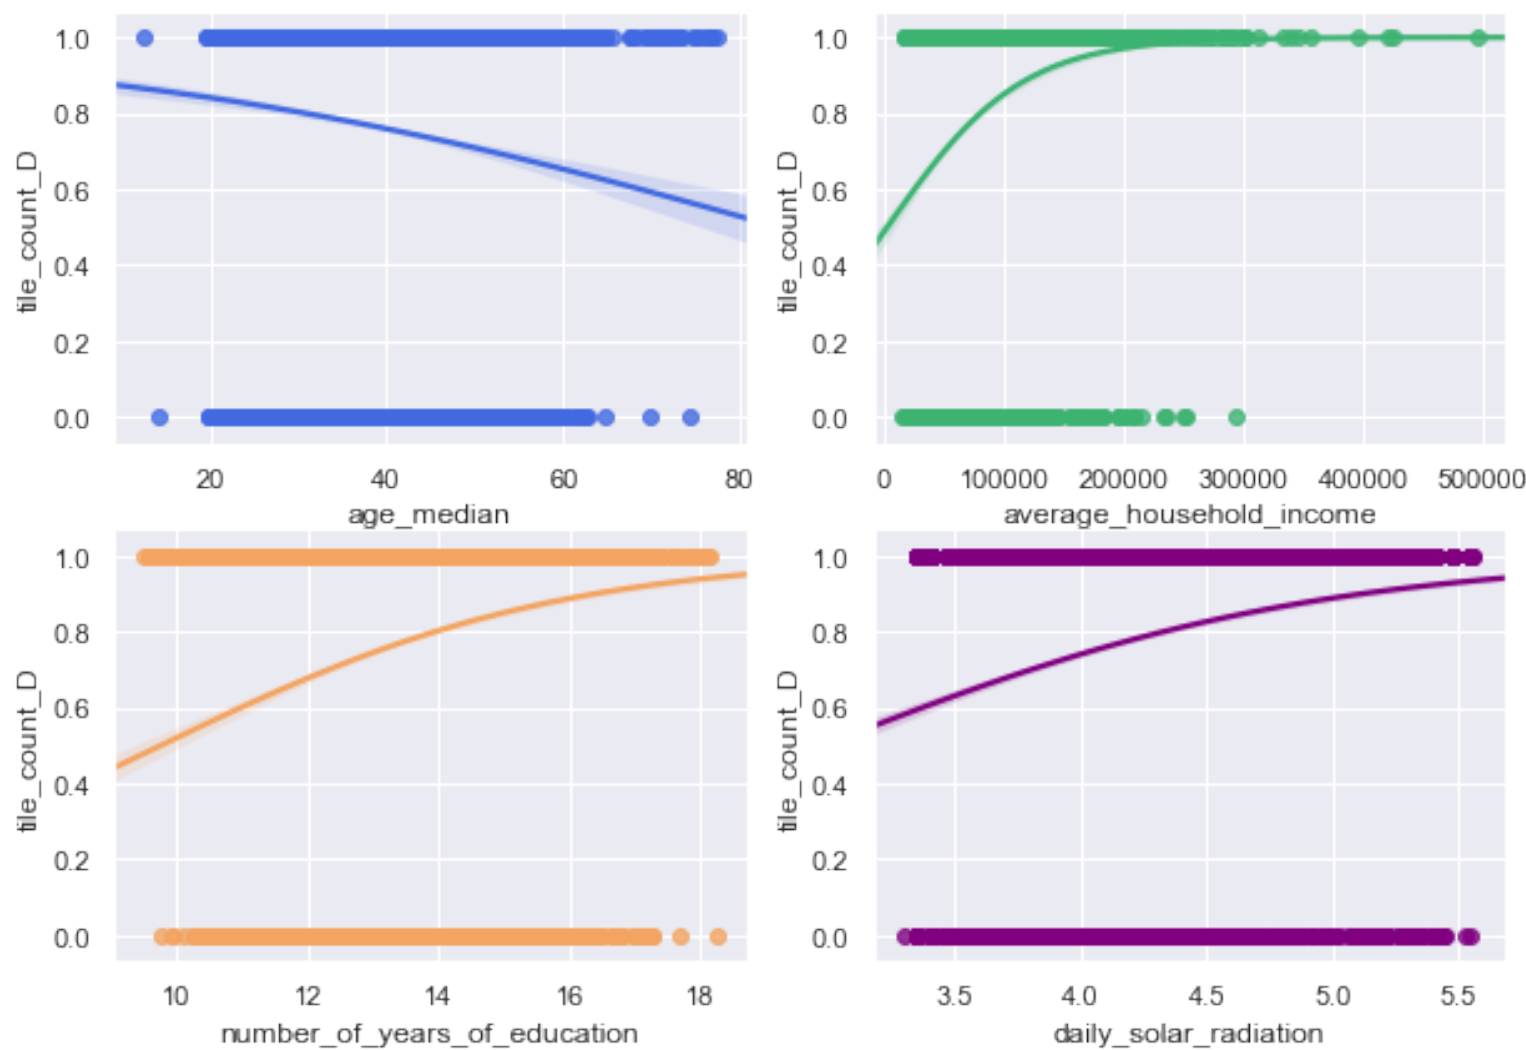 1.0
0.8
0.6
0.4
0.2
0.0
tile_count_D
20 40 60 80
age_median
1.0
0.8
0.6
0.4
0.2
0.0
tile_count_D
0 100000 200000 300000 400000 500000
average_household_income
1.0
0.8
0.6
0.4
0.2
0.0
tile_count_D
10 12 14 16 18
number_of_years_of_education
1.0
0.8
0.6
0.4
0.2
0.0
tile_count_D
3.5 4.0 4.5 5.0 5.5
daily_solar_radiation